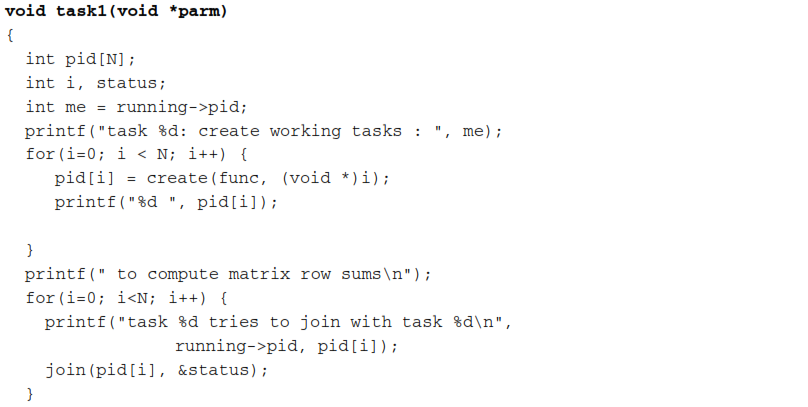 void task1(void *parm)
{
int pid[N];
int i, status;
int me = running->pid;
printf("task %d: create working tasks : ", me);
for(i=0; i < N; i++) {
pid[i] = create(func, (void *)i);
printf("%d ", pid[i]);
}
printf(" to compute matrix row sums\n");
for(i=0; i<N; i++) {
printf("task %d tries to join with task %d\n",
running->pid, pid[i]);
join(pid[i], &status);
}